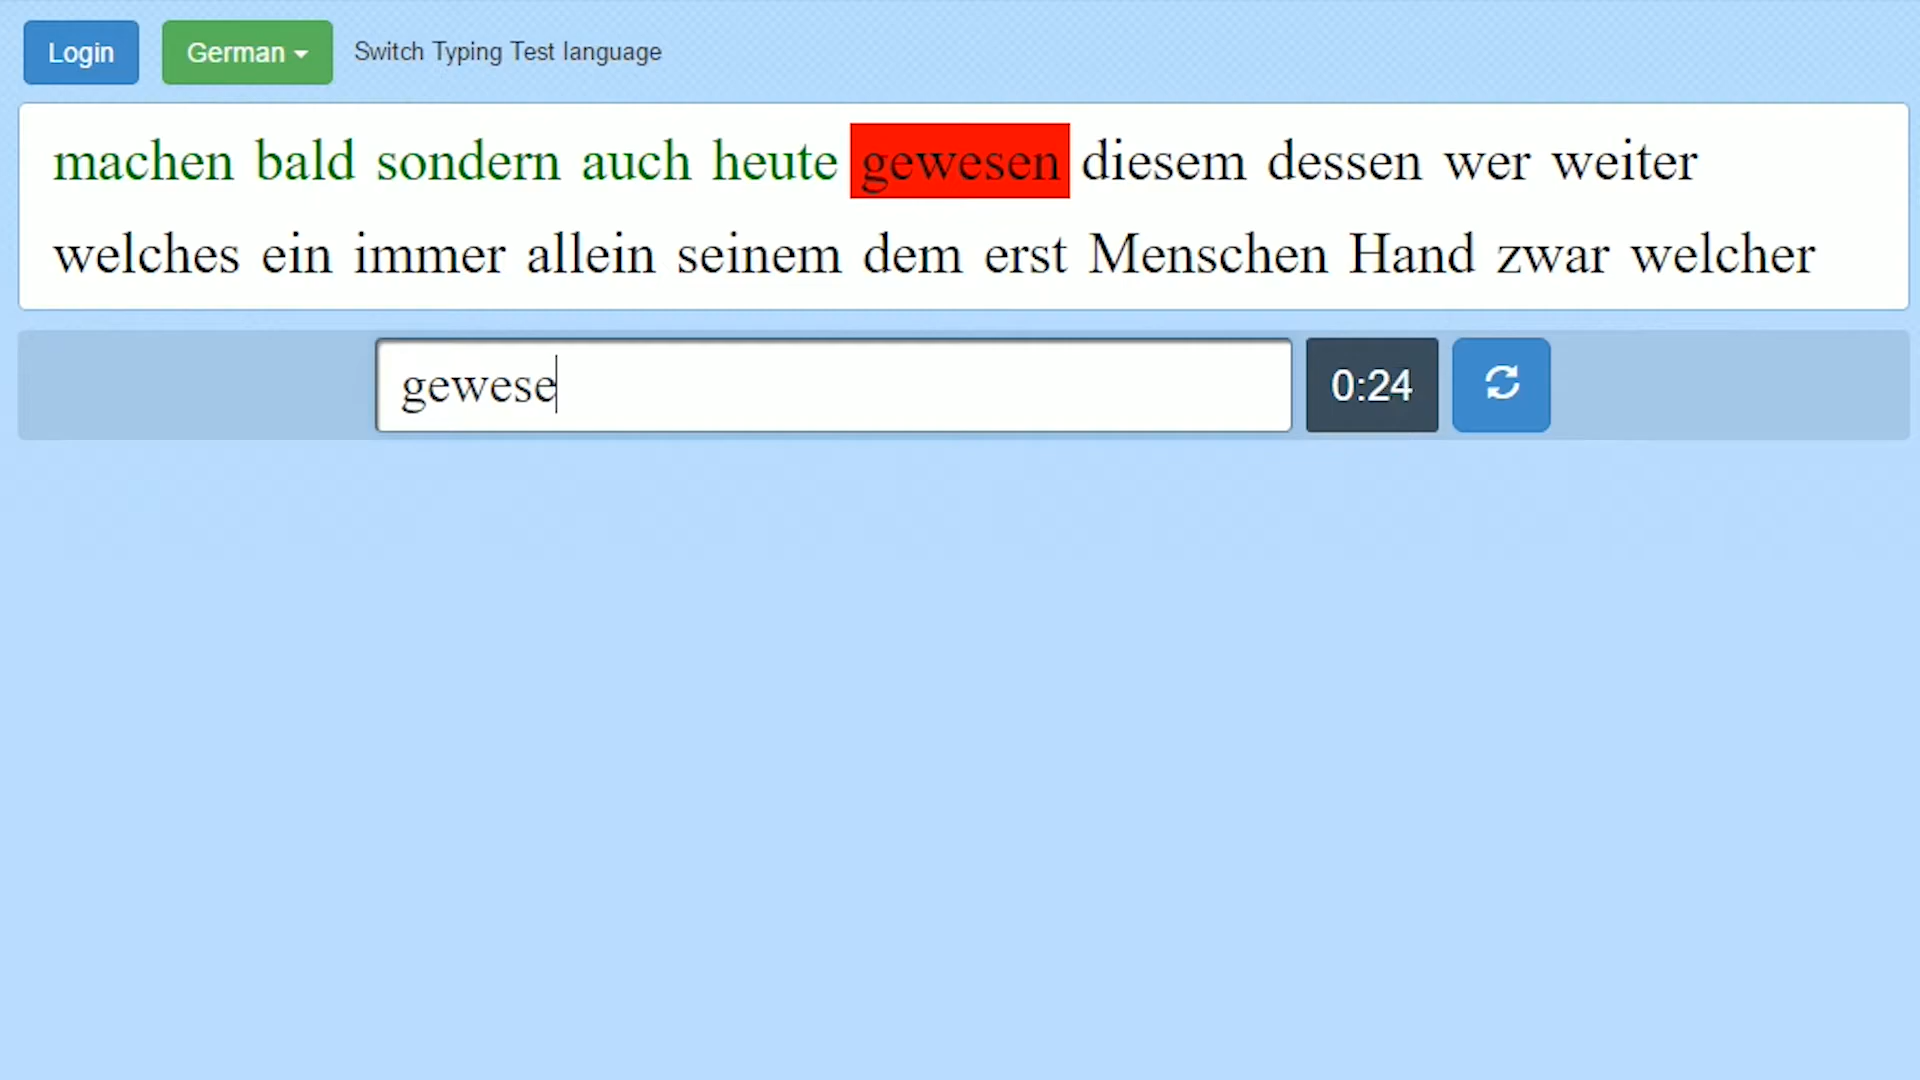 Login German Switch Typing Test language
machen bald sondern auch heute gewesen diesem dessen wer weiter
welches ein immer allein seinem dem erst Menschen Hand zwar welcher
gewese 0:24